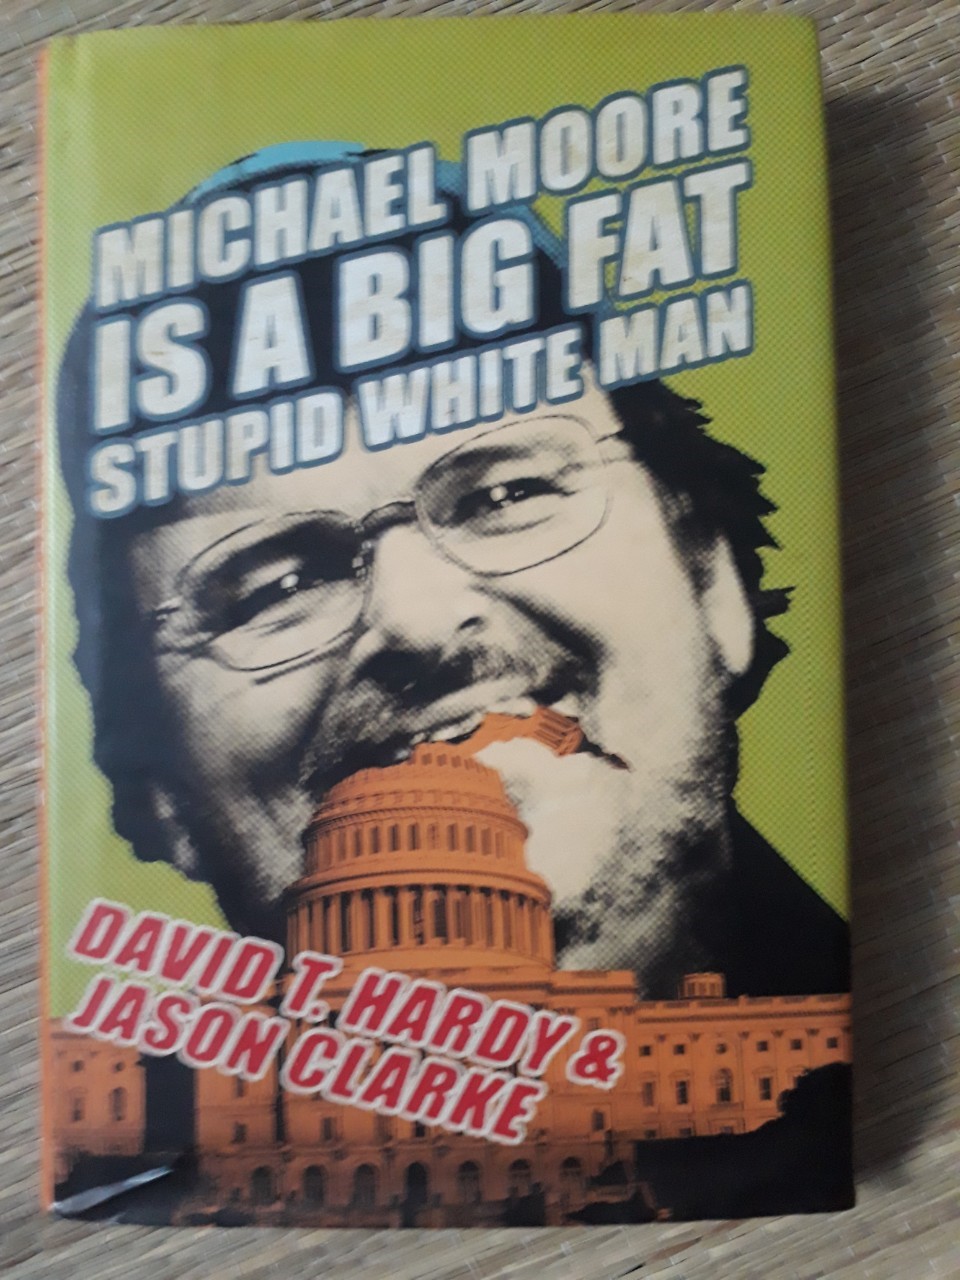 MICHAEL MOORE
IS A BIG FAT
STUPID WHITE MAN
DAVID T. HARDY &
JASON CLARKE